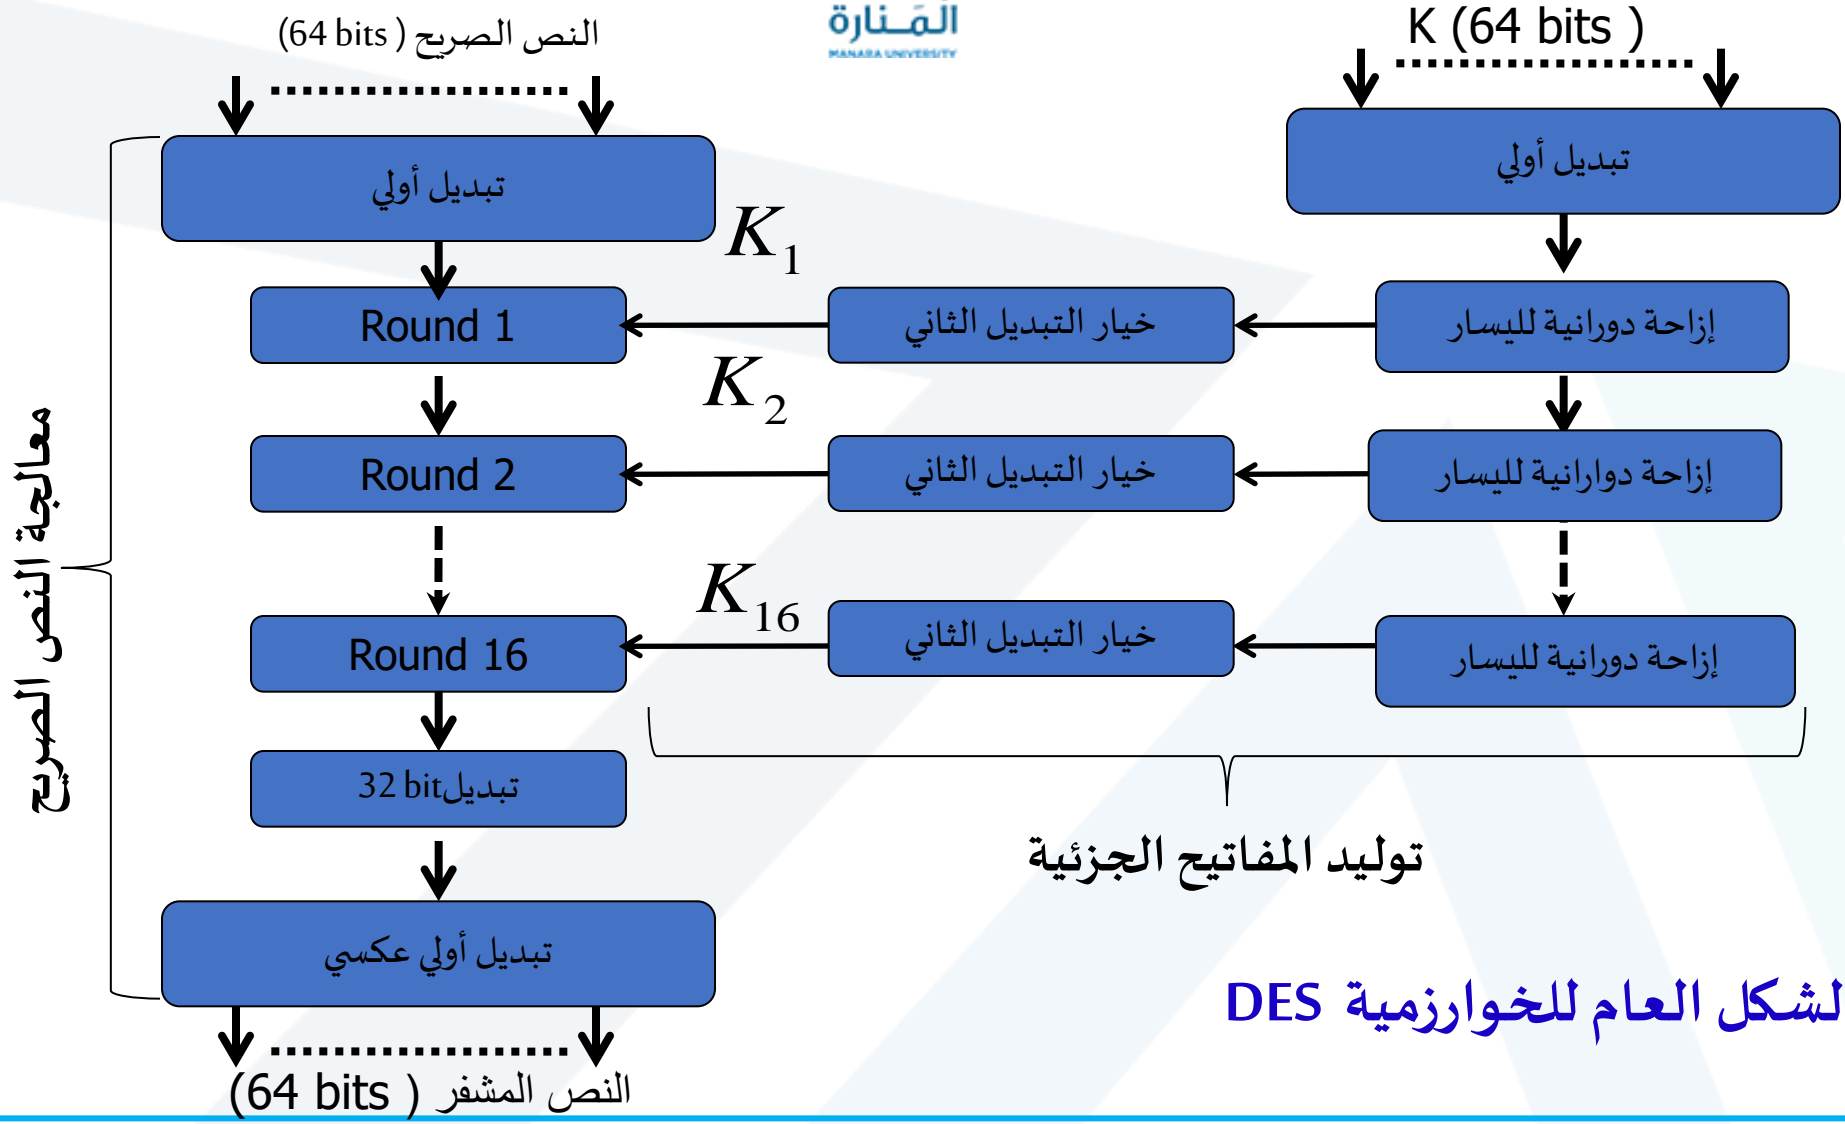 المَنارة
MANARA UNIVERSITY
النص الصريح (64 bits )
K (64 bits )
تبديل أولي
تبديل أولي
K1
Round 1
خيار التبديل الثاني
إزاحة دورانية لليسار
K2
Round 2
خيار التبديل الثاني
إزاحة دوارانية لليسار
K16
Round 16
خيار التبديل الثاني
إزاحة دورانية لليسار
تبديل32 bit
معالجة النص الصريح
توليد المفاتيح الجزئية
تبديل أولي عكسي
لشكل العام للخوارزمية DES
النص المشفر (64 bits )